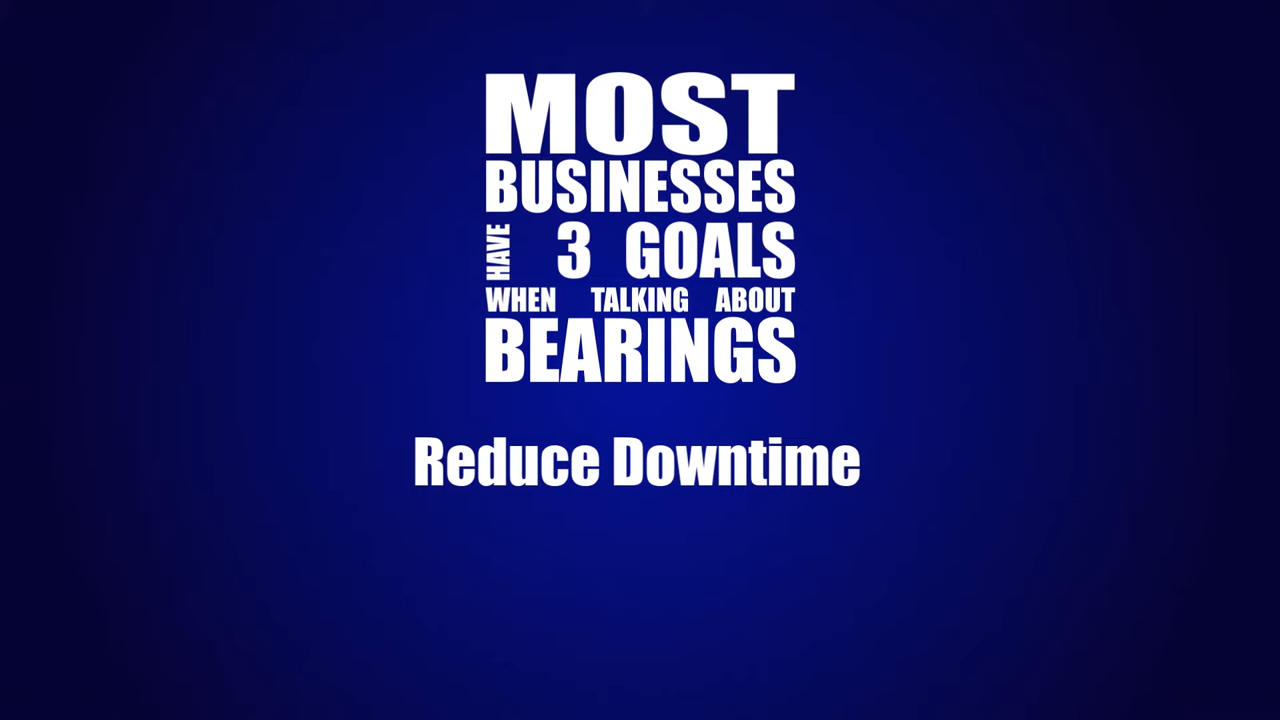 MOST
BUSINESSES
HAVE 3 GOALS
WHEN TALKING ABOUT
BEARINGS
Reduce Downtime